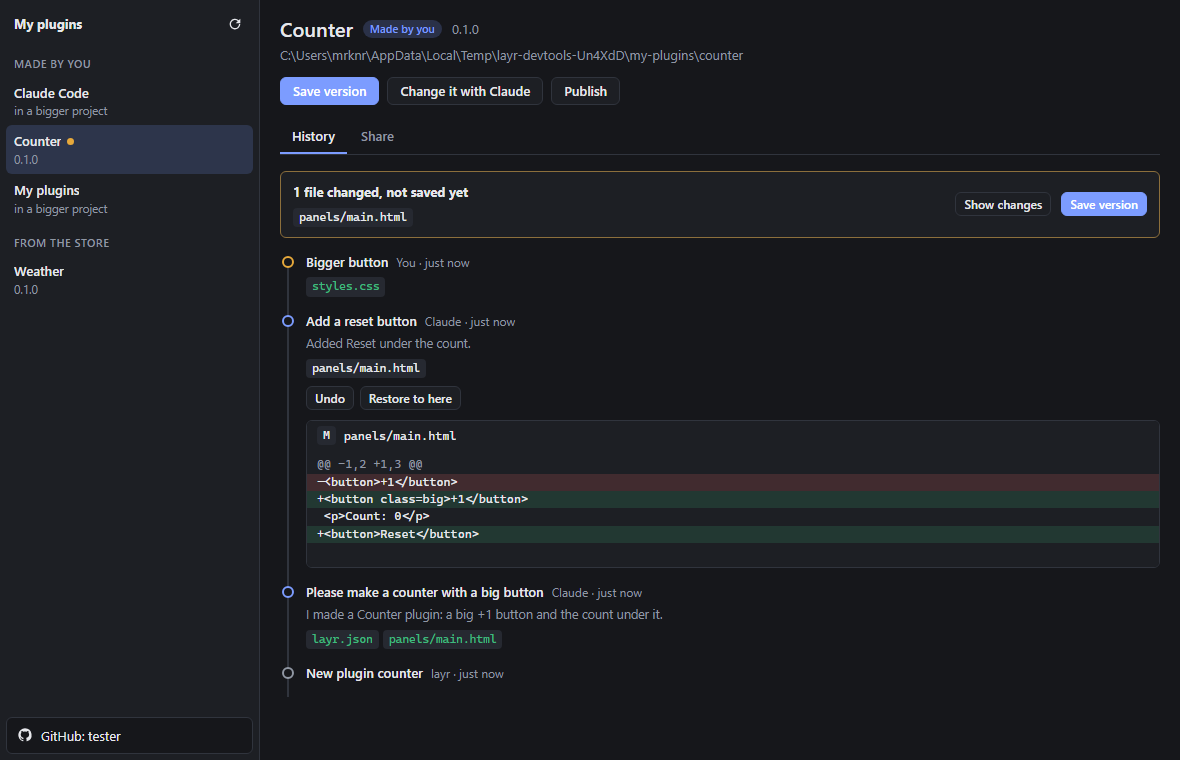 My plugins
MADE BY YOU
Claude Code
in a bigger project
Counter
0.1.0
My plugins
in a bigger project
FROM THE STORE
Weather
0.1.0
GitHub: tester
Counter Made by you 0.1.0
C:\Users\mrknr\AppData\Local\Temp\layr-devtools-Un4XdD\my-plugins\counter
Save version Change it with Claude Publish
History Share
1 file changed, not saved yet
panels/main.html
Show changes Save version
Bigger button You · just now
styles.css
Add a reset button Claude · just now
Added Reset under the count.
panels/main.html
Undo Restore to here
M panels/main.html
@@ -1,2 +1,3 @@
-<button>+1</button>
+<button class=big>+1</button>
<p>Count: 0</p>
+<button>Reset</button>
Please make a counter with a big button Claude · just now
I made a Counter plugin: a big +1 button and the count under it.
layr.json panels/main.html
New plugin counter layr · just now